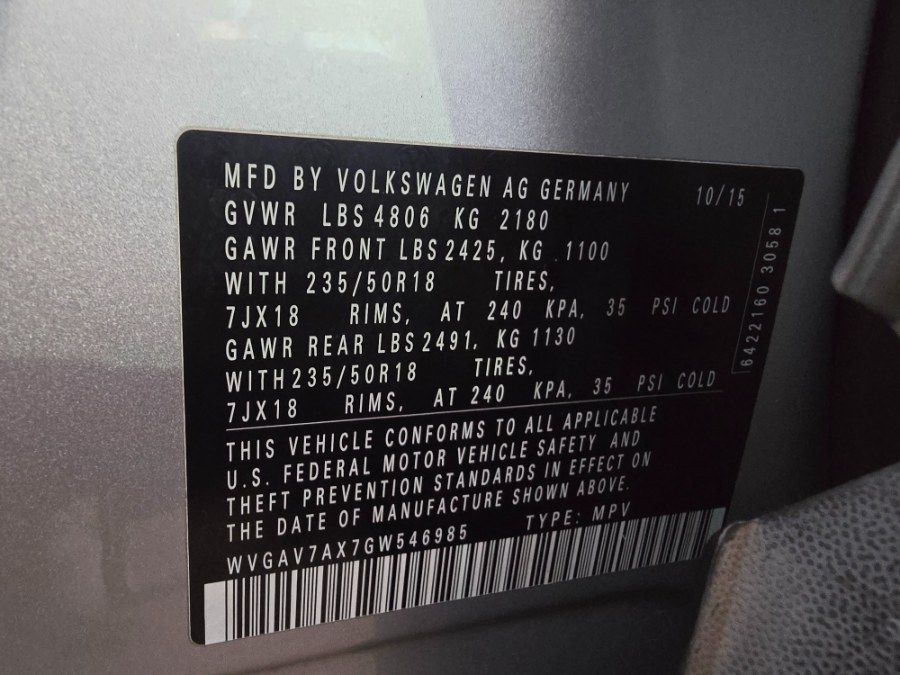 MFD BY VOLKSWAGEN AG GERMANY 10/15
GVWR LBS 4806 KG 2180
GAWR FRONT LBS 2425, KG .1100
WITH 235/50R18 TIRES,
7JX18 RIMS, AT 240 KPA, 35 PSI COLD
GAWR REAR LBS 2491, KG 1130
WITH 235/50R18 TIRES,
7JX18 RIMS, AT 240 KPA, 35 PSI COLD
THIS VEHICLE CONFORMS TO ALL APPLICABLE
U.S. FEDERAL MOTOR VEHICLE SAFETY AND
THEFT PREVENTION STANDARDS IN EFFECT ON
THE DATE OF MANUFACTURE SHOWN ABOVE.
WVGAV7AX7GW546985 TYPE: MPV
6422160 3058 1